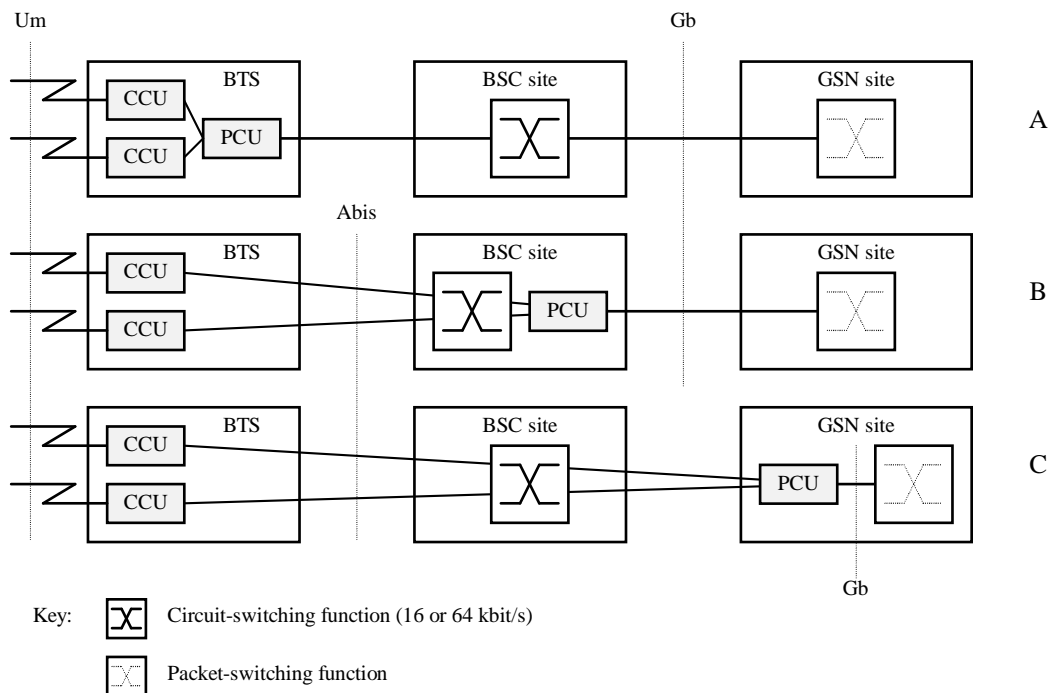 Um
Gb
BTS
BSC site
GSN site
CCU
CCU
PCU
A
Abis
BTS
BSC site
GSN site
CCU
CCU
PCU
B
BTS
BSC site
GSN site
CCU
CCU
PCU
C
Gb
Key:
Circuit-switching function (16 or 64 kbit/s)
Packet-switching function